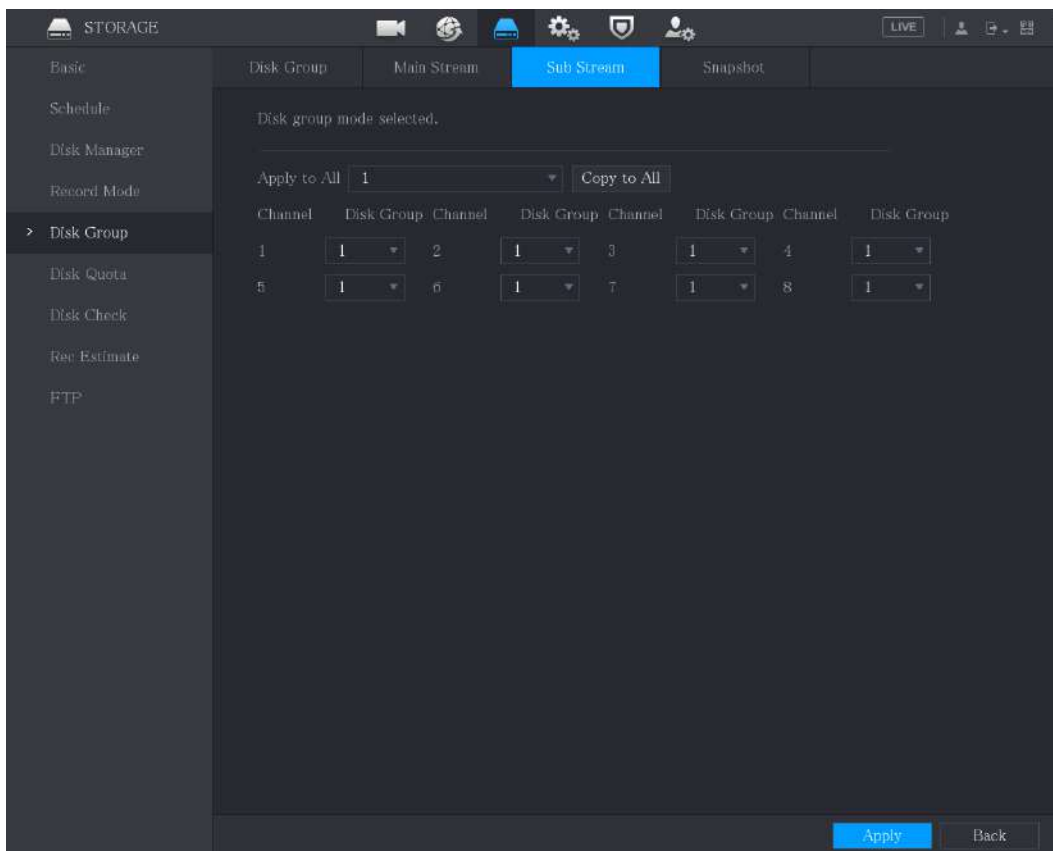 STORAGE LIVE
Basic Disk Group Main Stream Sub Stream Snapshot
Schedule
Disk group mode selected.
Disk Manager
Apply to All 1 Copy to All
Record Mode
Channel Disk Group Channel Disk Group Channel Disk Group Channel Disk Group
> Disk Group
1 1 2 1 3 1 4 1
Disk Quota
5 1 6 1 7 1 8 1
Disk Check
Rec Estimate
FTP
Apply Back